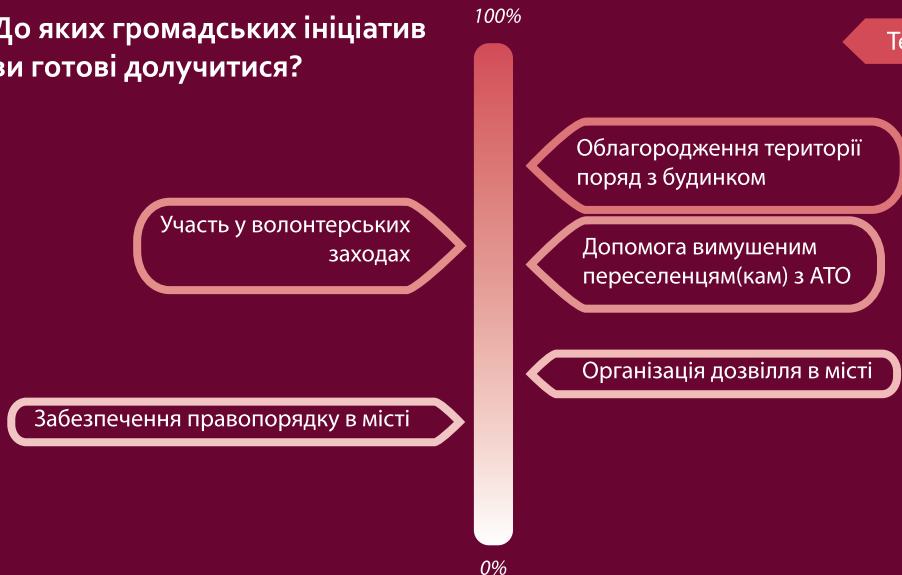 До яких громадських ініціатив
ви готові долучитися?
100%
Облагородження території
поряд з будинком
Участь у волонтерських
заходах
Допомога вимушеним
переселенцям(кам) з АТО
Організація дозвілля в місті
Забезпечення правопорядку в місті
0%